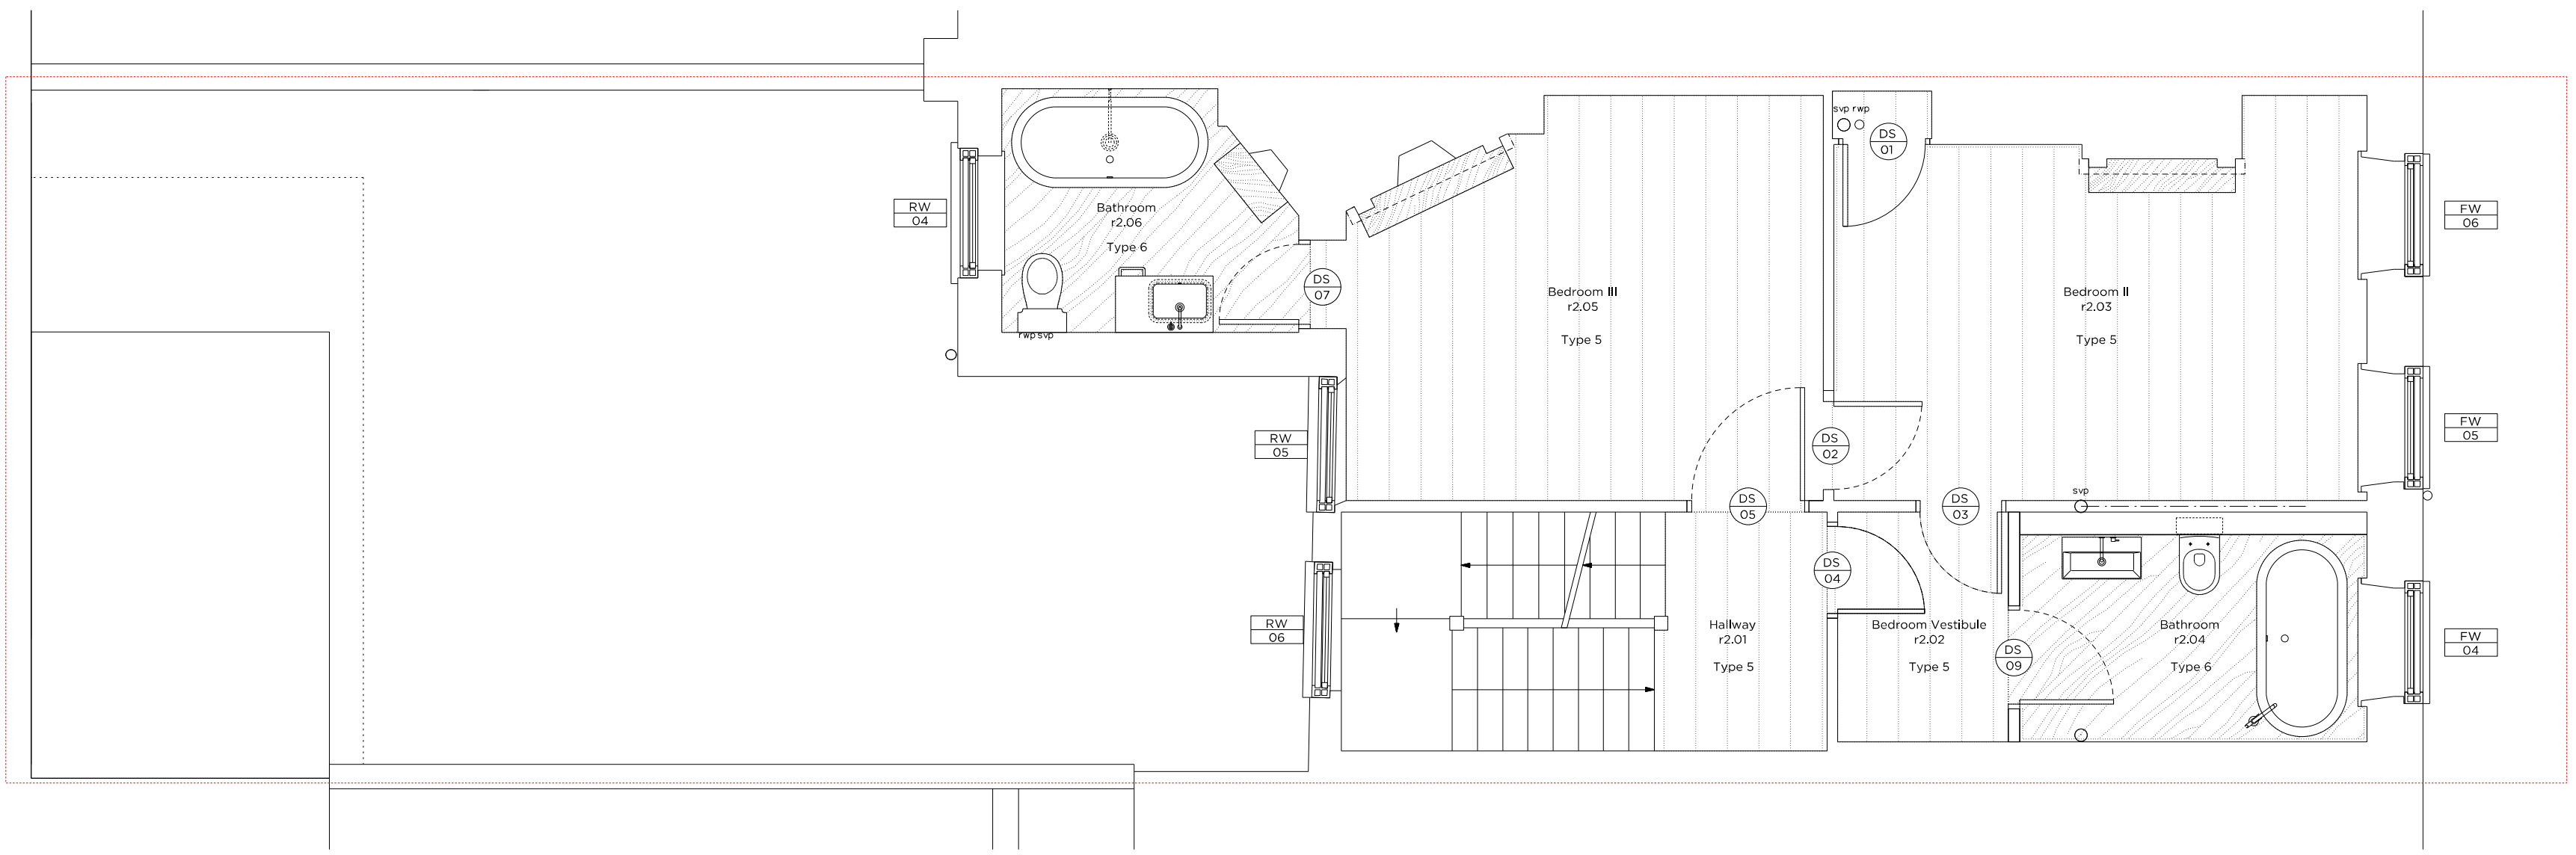 svp rwp
DS
01
RW
04
Bathroom
r2.06
Type 6
FW
06
DS
07
Bedroom III
r2.05
Type 5
Bedroom II
r2.03
Type 5
rwp svp
RW
05
DS
02
FW
05
svp
DS
05
DS
03
DS
04
RW
06
Hallway
r2.01
Type 5
Bedroom Vestibule
r2.02
Type 5
DS
09
Bathroom
r2.04
Type 6
FW
04